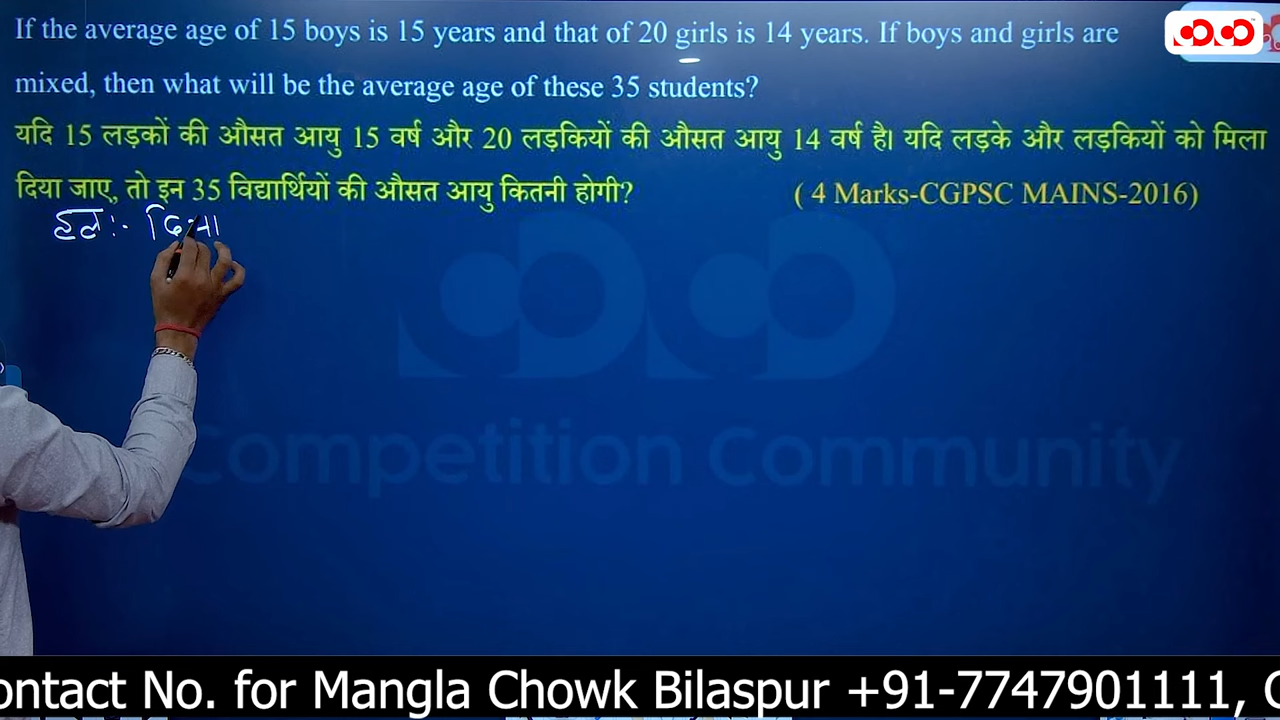 If the average age of 15 boys is 15 years and that of 20 girls is 14 years. If boys and girls are
mixed, then what will be the average age of these 35 students?
यदि 15 लड़कों की औसत आयु 15 वर्ष और 20 लड़कियों की औसत आयु 14 वर्ष है। यदि लड़के और लड़कियों को मिला
दिया जाए, तो इन 35 विद्यार्थियों की औसत आयु कितनी होगी? ( 4 Marks-CGPSC MAINS-2016)
हल :-
Competition Community
ontact No. for Mangla Chowk Bilaspur +91-7747901111, C